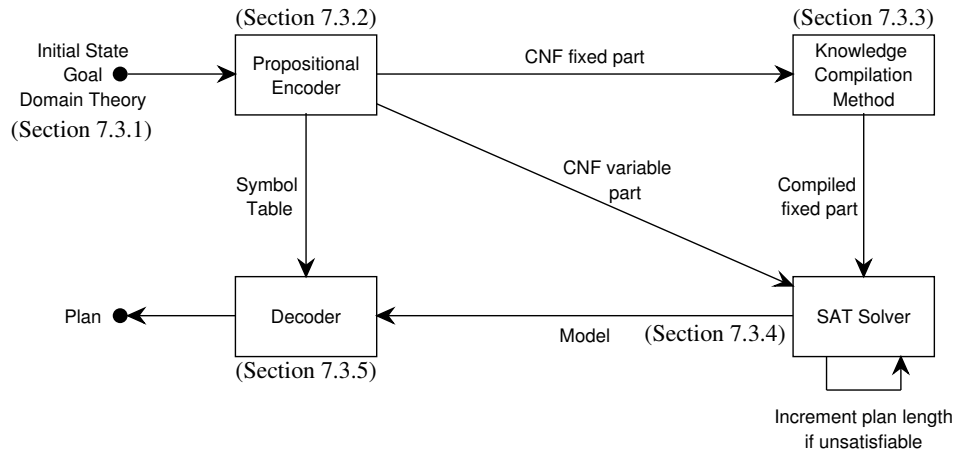 (Section 7.3.2)
(Section 7.3.3)
Initial State
Goal
Domain Theory
(Section 7.3.1)
Propositional
Encoder
CNF fixed part
Knowledge
Compilation
Method
Symbol
Table
CNF variable
part
Compiled
fixed part
Plan
Decoder
(Section 7.3.5)
Model
(Section 7.3.4)
SAT Solver
Increment plan length
if unsatisfiable